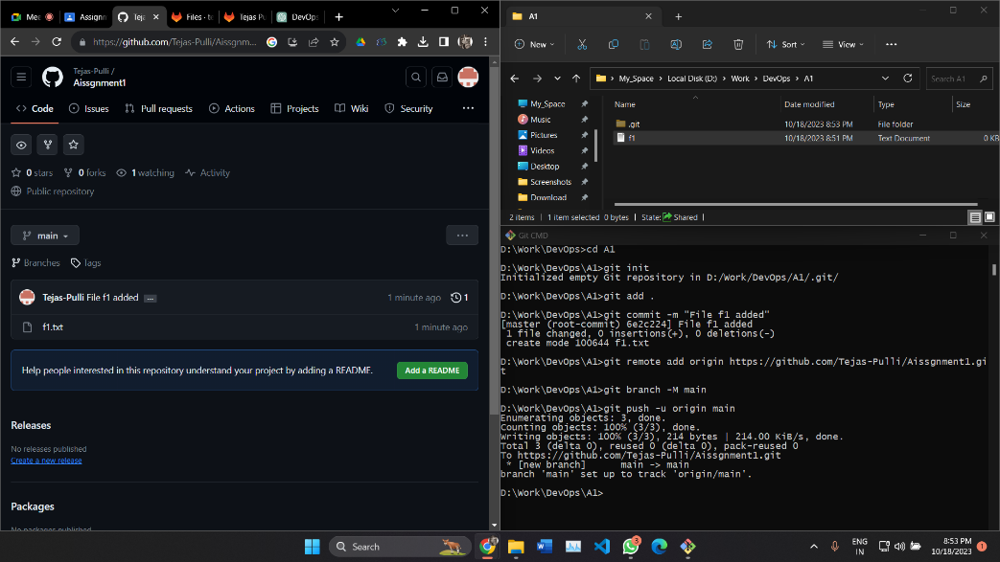 Me
Assignn
Teja
Files · te
Tejas Pu
DevOps
https://github.com/Tejas-Pulli/Aissgnm...
Tejas-Pulli /
Aissgnment1
Code
Issues
Pull requests
Actions
Projects
Wiki
Security
0 stars
0 forks
1 watching
Activity
Public repository
main
Branches
Tags
Tejas-Pulli File f1 added ...
1 minute ago
1
f1.txt
1 minute ago
Help people interested in this repository understand your project by adding a README.
Add a README
Releases
No releases published
Create a new release
Packages
No packages published
A1
New
Sort
View
My_Space > Local Disk (D:) > Work > DevOps > A1
Search A1
My_Space
Music
Pictures
Videos
Desktop
Screenshots
Download
Name
Date modified
Type
Size
.git
10/18/2023 8:53 PM
File folder
f1
10/18/2023 8:51 PM
Text Document
0 KB
2 items
1 item selected 0 bytes
State: Shared
Git CMD
D:\Work\DevOps>cd A1
D:\Work\DevOps\A1>git init
Initialized empty Git repository in D:/Work/DevOps/A1/.git/
D:\Work\DevOps\A1>git add .
D:\Work\DevOps\A1>git commit -m "File f1 added"
[master (root-commit) 6e2c224] File f1 added
1 file changed, 0 insertions(+), 0 deletions(-)
create mode 100644 f1.txt
D:\Work\DevOps\A1>git remote add origin https://github.com/Tejas-Pulli/Aissgnment1.gi
t
D:\Work\DevOps\A1>git branch -M main
D:\Work\DevOps\A1>git push -u origin main
Enumerating objects: 3, done.
Counting objects: 100% (3/3), done.
Writing objects: 100% (3/3), 214 bytes | 214.00 KiB/s, done.
Total 3 (delta 0), reused 0 (delta 0), pack-reused 0
To https://github.com/Tejas-Pulli/Aissgnment1.git
* [new branch] main -> main
branch 'main' set up to track 'origin/main'.
D:\Work\DevOps\A1>
Search
3
ENG
IN
8:53 PM
10/18/2023
1